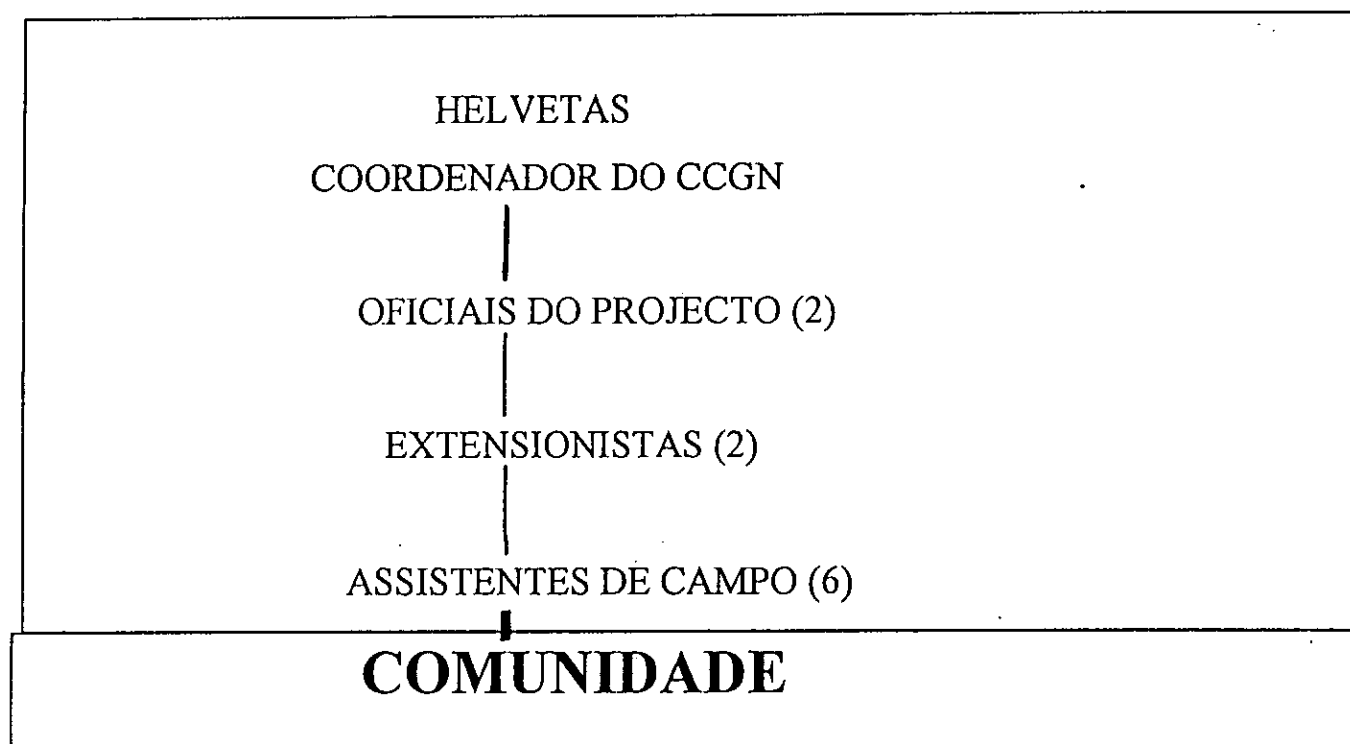 HELVETAS
COORDENADOR DO CCGN
OFICIAIS DO PROJECTO (2)
EXTENSIONISTAS (2)
ASSISTENTES DE CAMPO (6)
COMUNIDADE